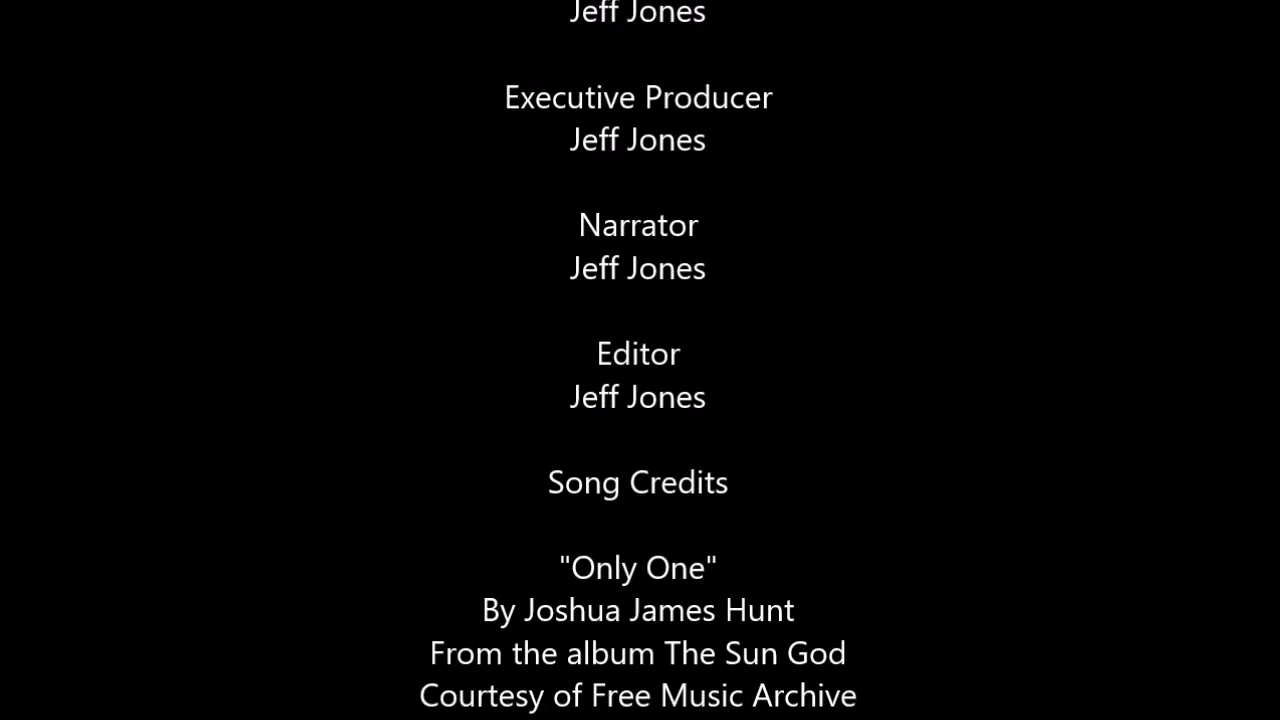 Jeff Jones
Executive Producer
Jeff Jones
Narrator
Jeff Jones
Editor
Jeff Jones
Song Credits
"Only One"
By Joshua James Hunt
From the album The Sun God
Courtesy of Free Music Archive